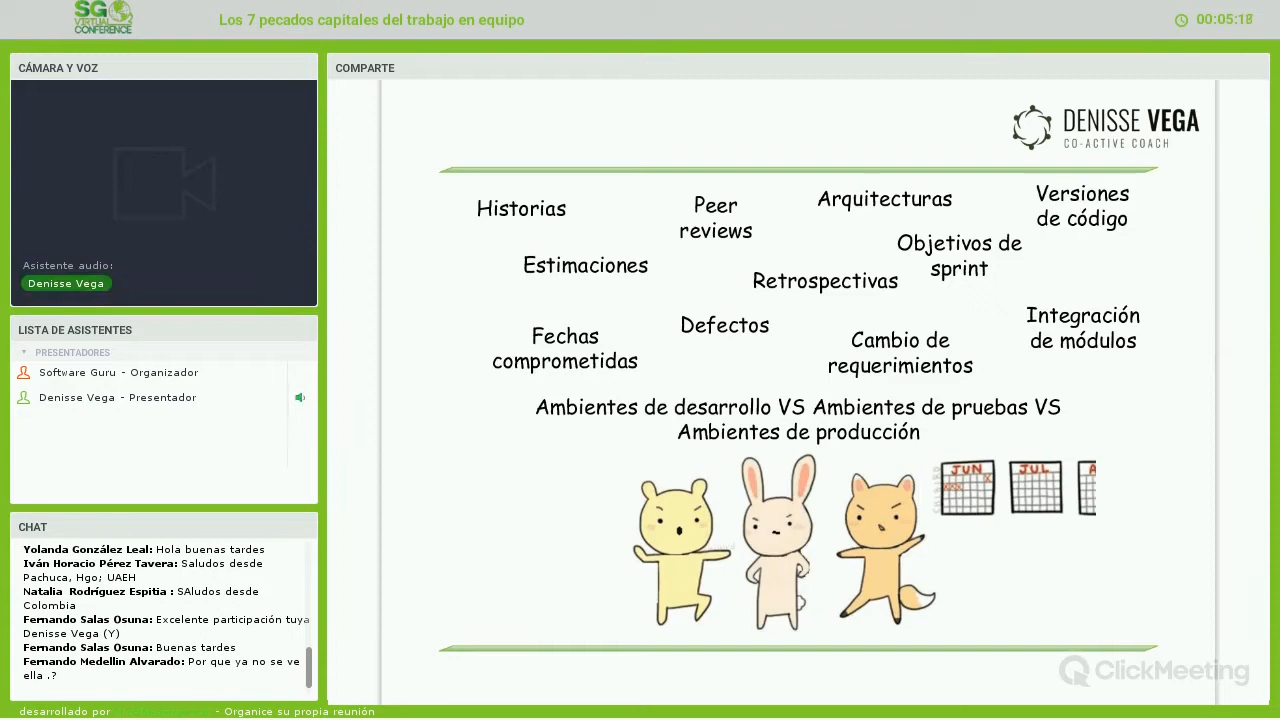 SG
VIRTUAL
CONFERENCE
Los 7 pecados capitales del trabajo en equipo
00:05:18
CÁMARA Y VOZ
Asistente audio:
Denisse Vega
LISTA DE ASISTENTES
PRESENTADORES
Software Guru - Organizador
Denisse Vega - Presentador
CHAT
Yolanda González Leal: Hola buenas tardes
Iván Horacio Pérez Tavera: Saludos desde
Pachuca, Hgo; UAEH
Natalia Rodríguez Espitia : SAludos desde
Colombia
Fernando Salas Osuna: Excelente participación tuya
Denisse Vega (Y)
Fernando Salas Osuna: Buenas tardes
Fernando Medellin Alvarado: Por que ya no se ve
ella .?
desarrollado por - Organice su propia reunión
COMPARTE
DENISSE VEGA
CO-ACTIVE COACH
Historias
Peer
reviews
Arquitecturas
Versiones
de código
Estimaciones
Retrospectivas
Objetivos de
sprint
Fechas
comprometidas
Defectos
Cambio de
requerimientos
Integración
de módulos
Ambientes de desarrollo VS Ambientes de pruebas VS
Ambientes de producción
JUN
JUL
A
ClickMeeting